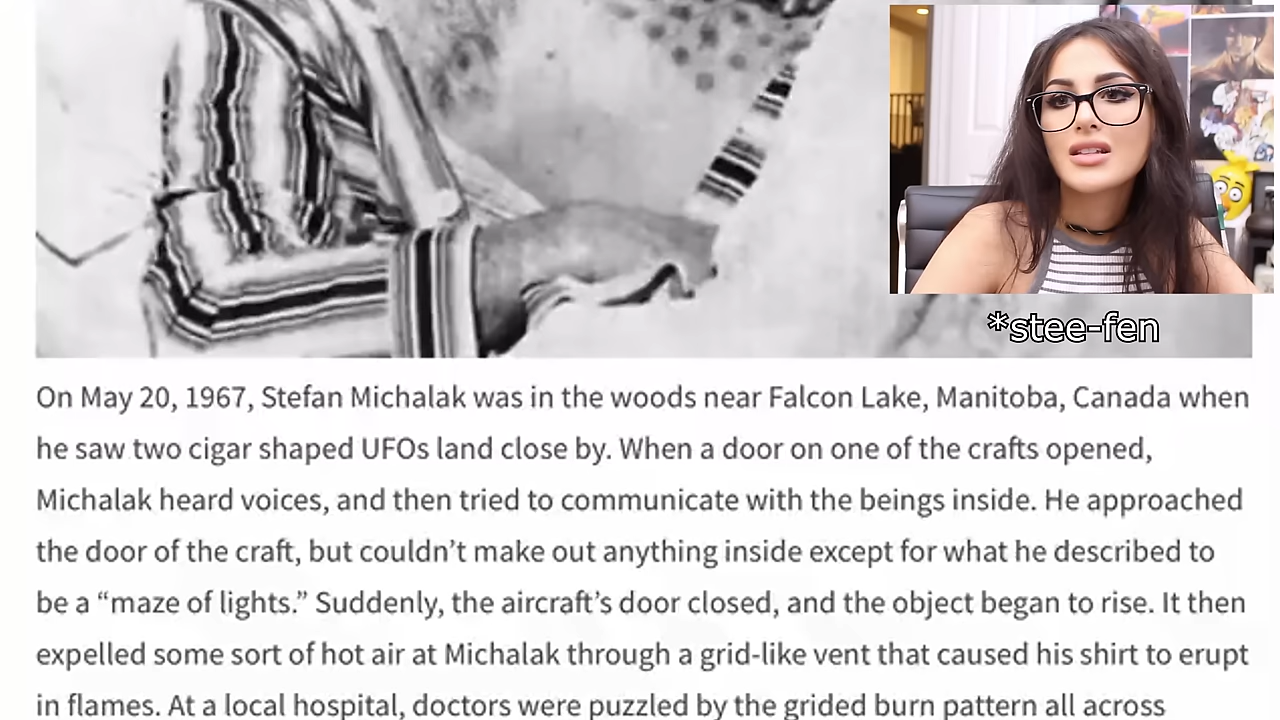 *stee-fen
On May 20, 1967, Stefan Michalak was in the woods near Falcon Lake, Manitoba, Canada when
he saw two cigar shaped UFOs land close by. When a door on one of the crafts opened,
Michalak heard voices, and then tried to communicate with the beings inside. He approached
the door of the craft, but couldn’t make out anything inside except for what he described to
be a “maze of lights.” Suddenly, the aircraft’s door closed, and the object began to rise. It then
expelled some sort of hot air at Michalak through a grid-like vent that caused his shirt to erupt
in flames. At a local hospital, doctors were puzzled by the grided burn pattern all across